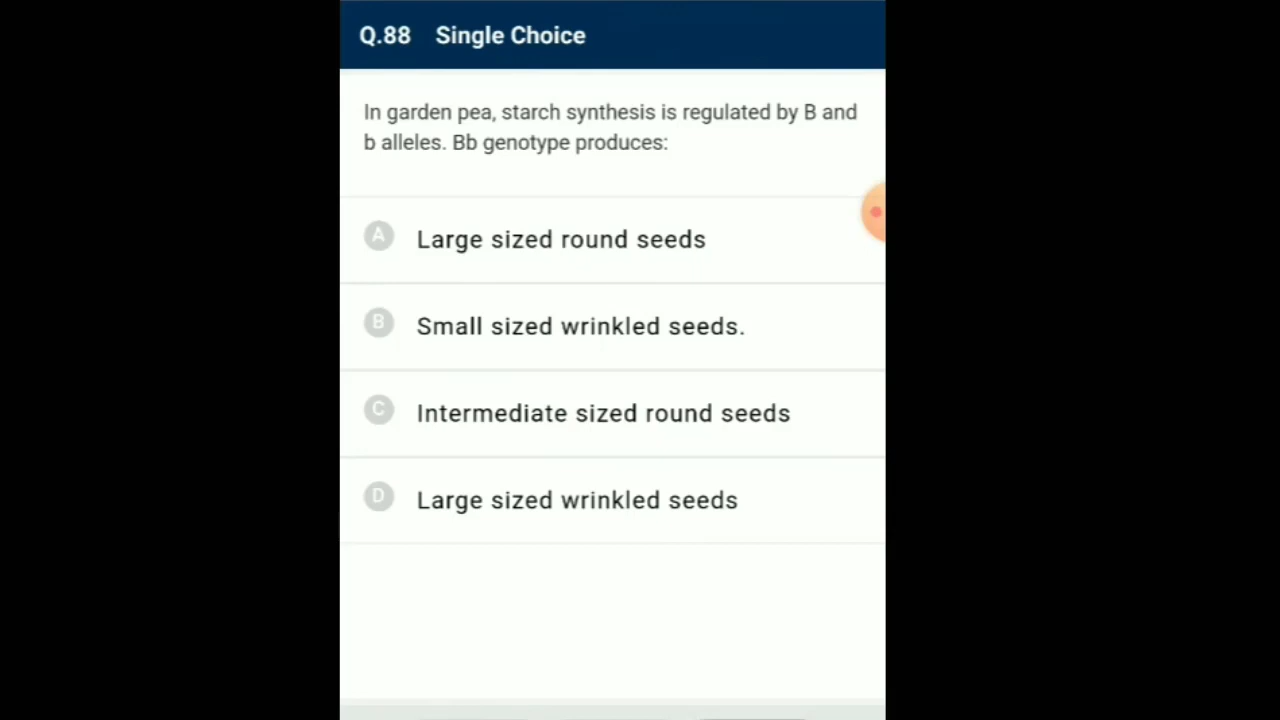 Q.88 Single Choice
In garden pea, starch synthesis is regulated by B and
b alleles. Bb genotype produces:
A Large sized round seeds
B Small sized wrinkled seeds.
C Intermediate sized round seeds
D Large sized wrinkled seeds